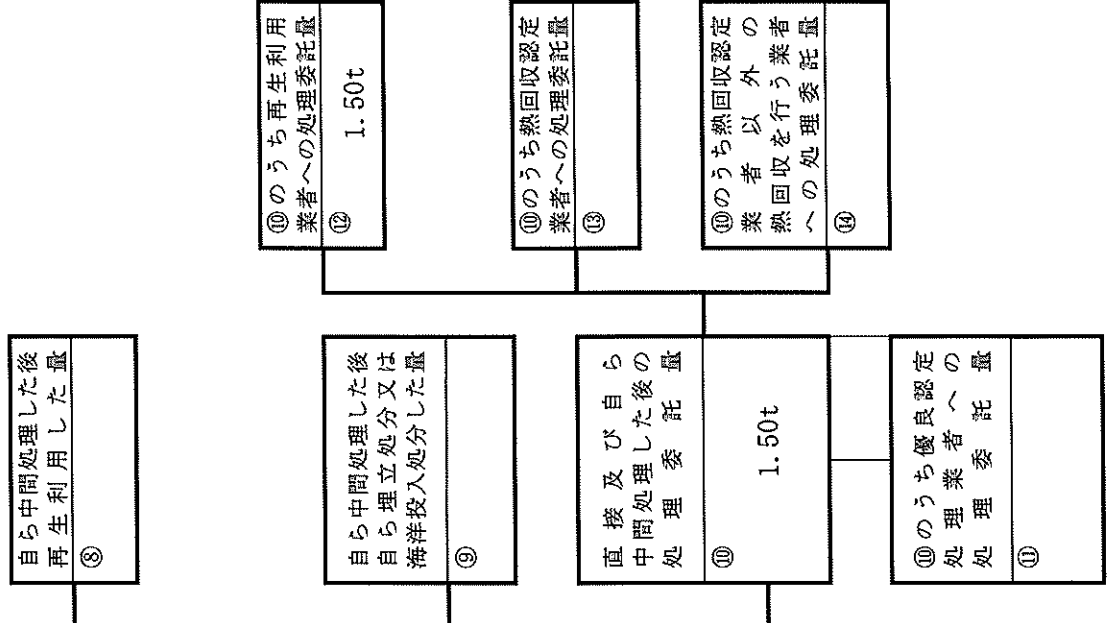 自ら中間処理した後
再生利用した量
⑧
自ら中間処理した後
自ら埋立処分又は
海洋投入処分した量
⑨
直接及び自ら
中間処理した後の
処理委託量
⑩
1.50t
⑩のうち優良認定
処理業者への
処理委託量
⑪
⑩のうち再生利用
業者への処理委託量
⑫
1.50t
⑩のうち熱回収認定
業者への処理委託量
⑬
⑩のうち熱回収認定
業者以外の
熱回収を行う業者
への処理委託量
⑭